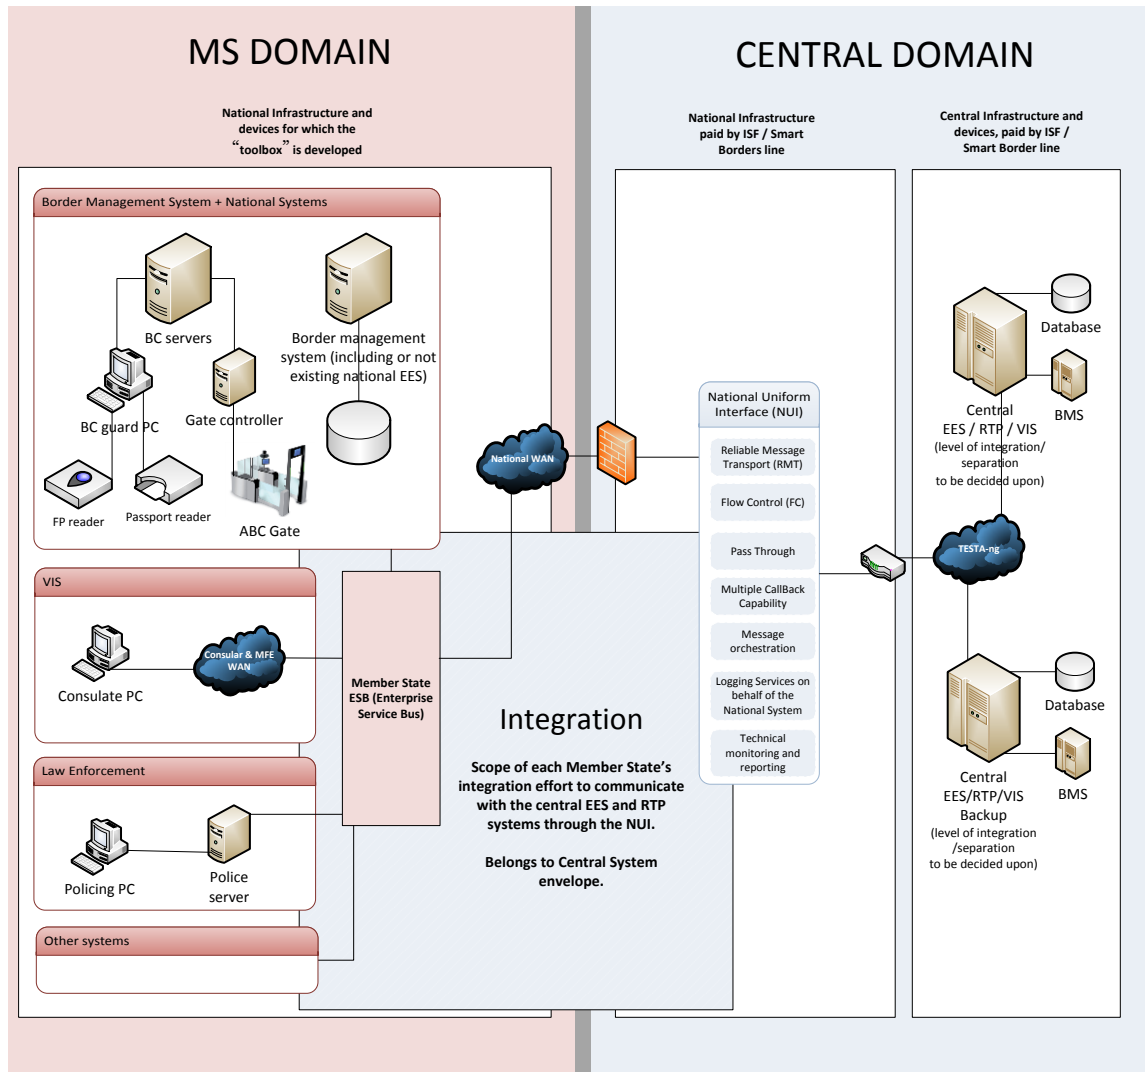 MS DOMAIN
CENTRAL DOMAIN
National Infrastructure and
devices for which the
“toolbox” is developed
National Infrastructure
paid by ISF / Smart
Borders line
Central Infrastructure and
devices, paid by ISF /
Smart Border line
Border Management System + National Systems
BC servers
Border management
system (including or not
existing national EES)
BC guard PC
Gate controller
FP reader
Passport reader
ABC Gate
VIS
Consulate PC
Consular & MFE
WAN
Law Enforcement
Policing PC
Police
server
Other systems
Member State
ESB (Enterprise
Service Bus)
National WAN
Integration
Scope of each Member State’s
integration effort to communicate
with the central EES and RTP
systems through the NUI.
Belongs to Central System
envelope.
National Uniform
Interface (NUI)
Reliable Message
Transport (RMT)
Flow Control (FC)
Pass Through
Multiple CallBack
Capability
Message
orchestration
Logging Services on
behalf of the
National System
Technical
monitoring and
reporting
Database
BMS
Central
EES / RTP / VIS
(level of integration/
separation
to be decided upon)
TESTA-ng
Database
BMS
Central
EES/RTP/VIS
Backup
(level of integration
/separation
to be decided upon)